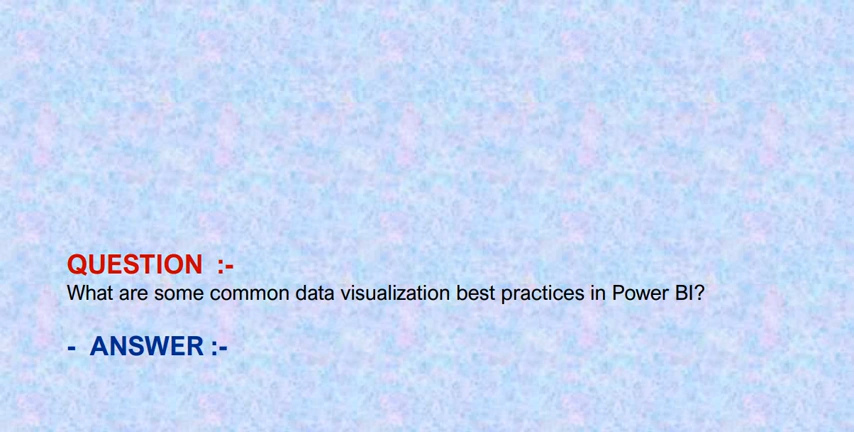 QUESTION :-
What are some common data visualization best practices in Power BI?
- ANSWER :-